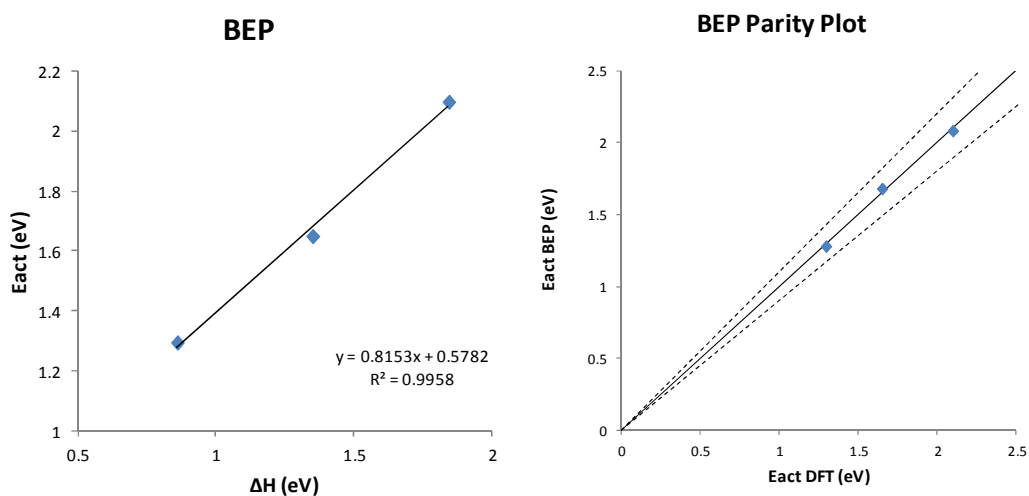 BEP
2.2
2
1.8
1.6
1.4
1.2
1
Eact (eV)
y = 0.8153x + 0.5782
R² = 0.9958
0.5
1
1.5
2
ΔH (eV)
BEP Parity Plot
2.5
2
1.5
1
0.5
0
Eact BEP (eV)
0
0.5
1
1.5
2
2.5
Eact DFT (eV)